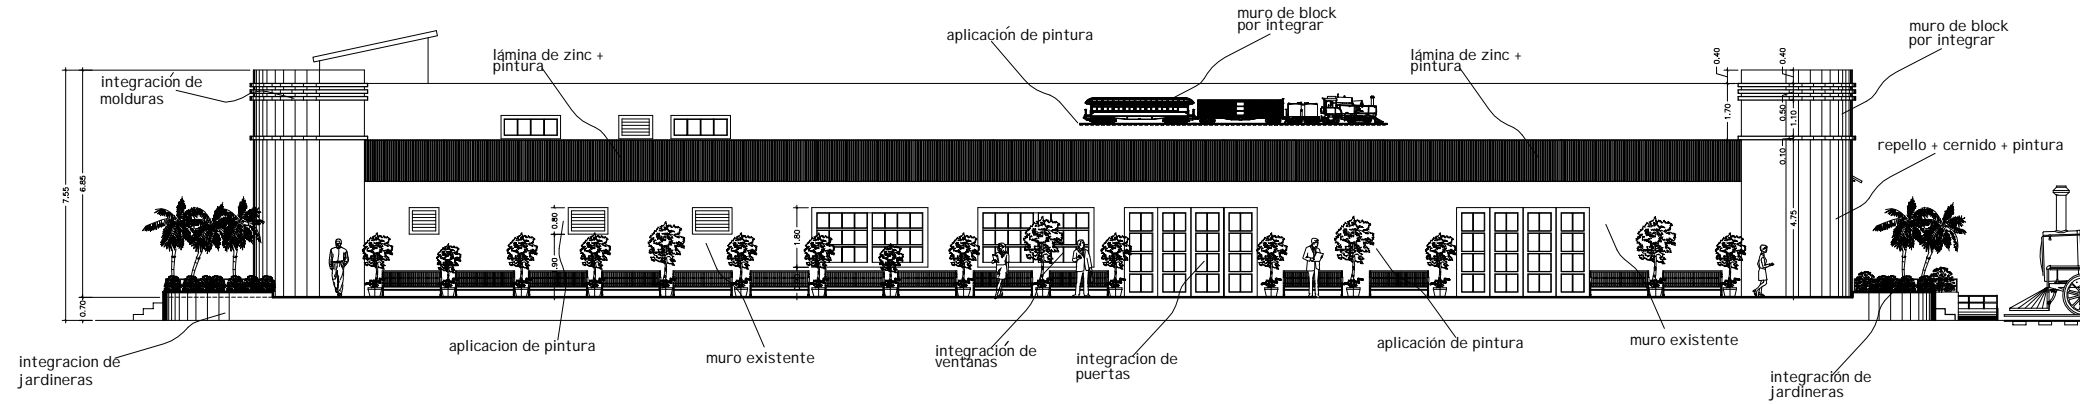 muro de block
por integrar
aplicación de pintura
muro de block
por integrar
lámina de zinc +
pintura
lámina de zinc +
pintura
integración de
molduras
0.40
0.40
1.70
0.50
1.10
0.10
repello + cernido + pintura
7.55
6.85
0.80
1.80
.90
4.75
0.70
aplicacion de pintura
muro existente
integración de
ventanas
integracion de
puertas
aplicación de pintura
muro existente
integracion de
jardineras
integración de
jardineras